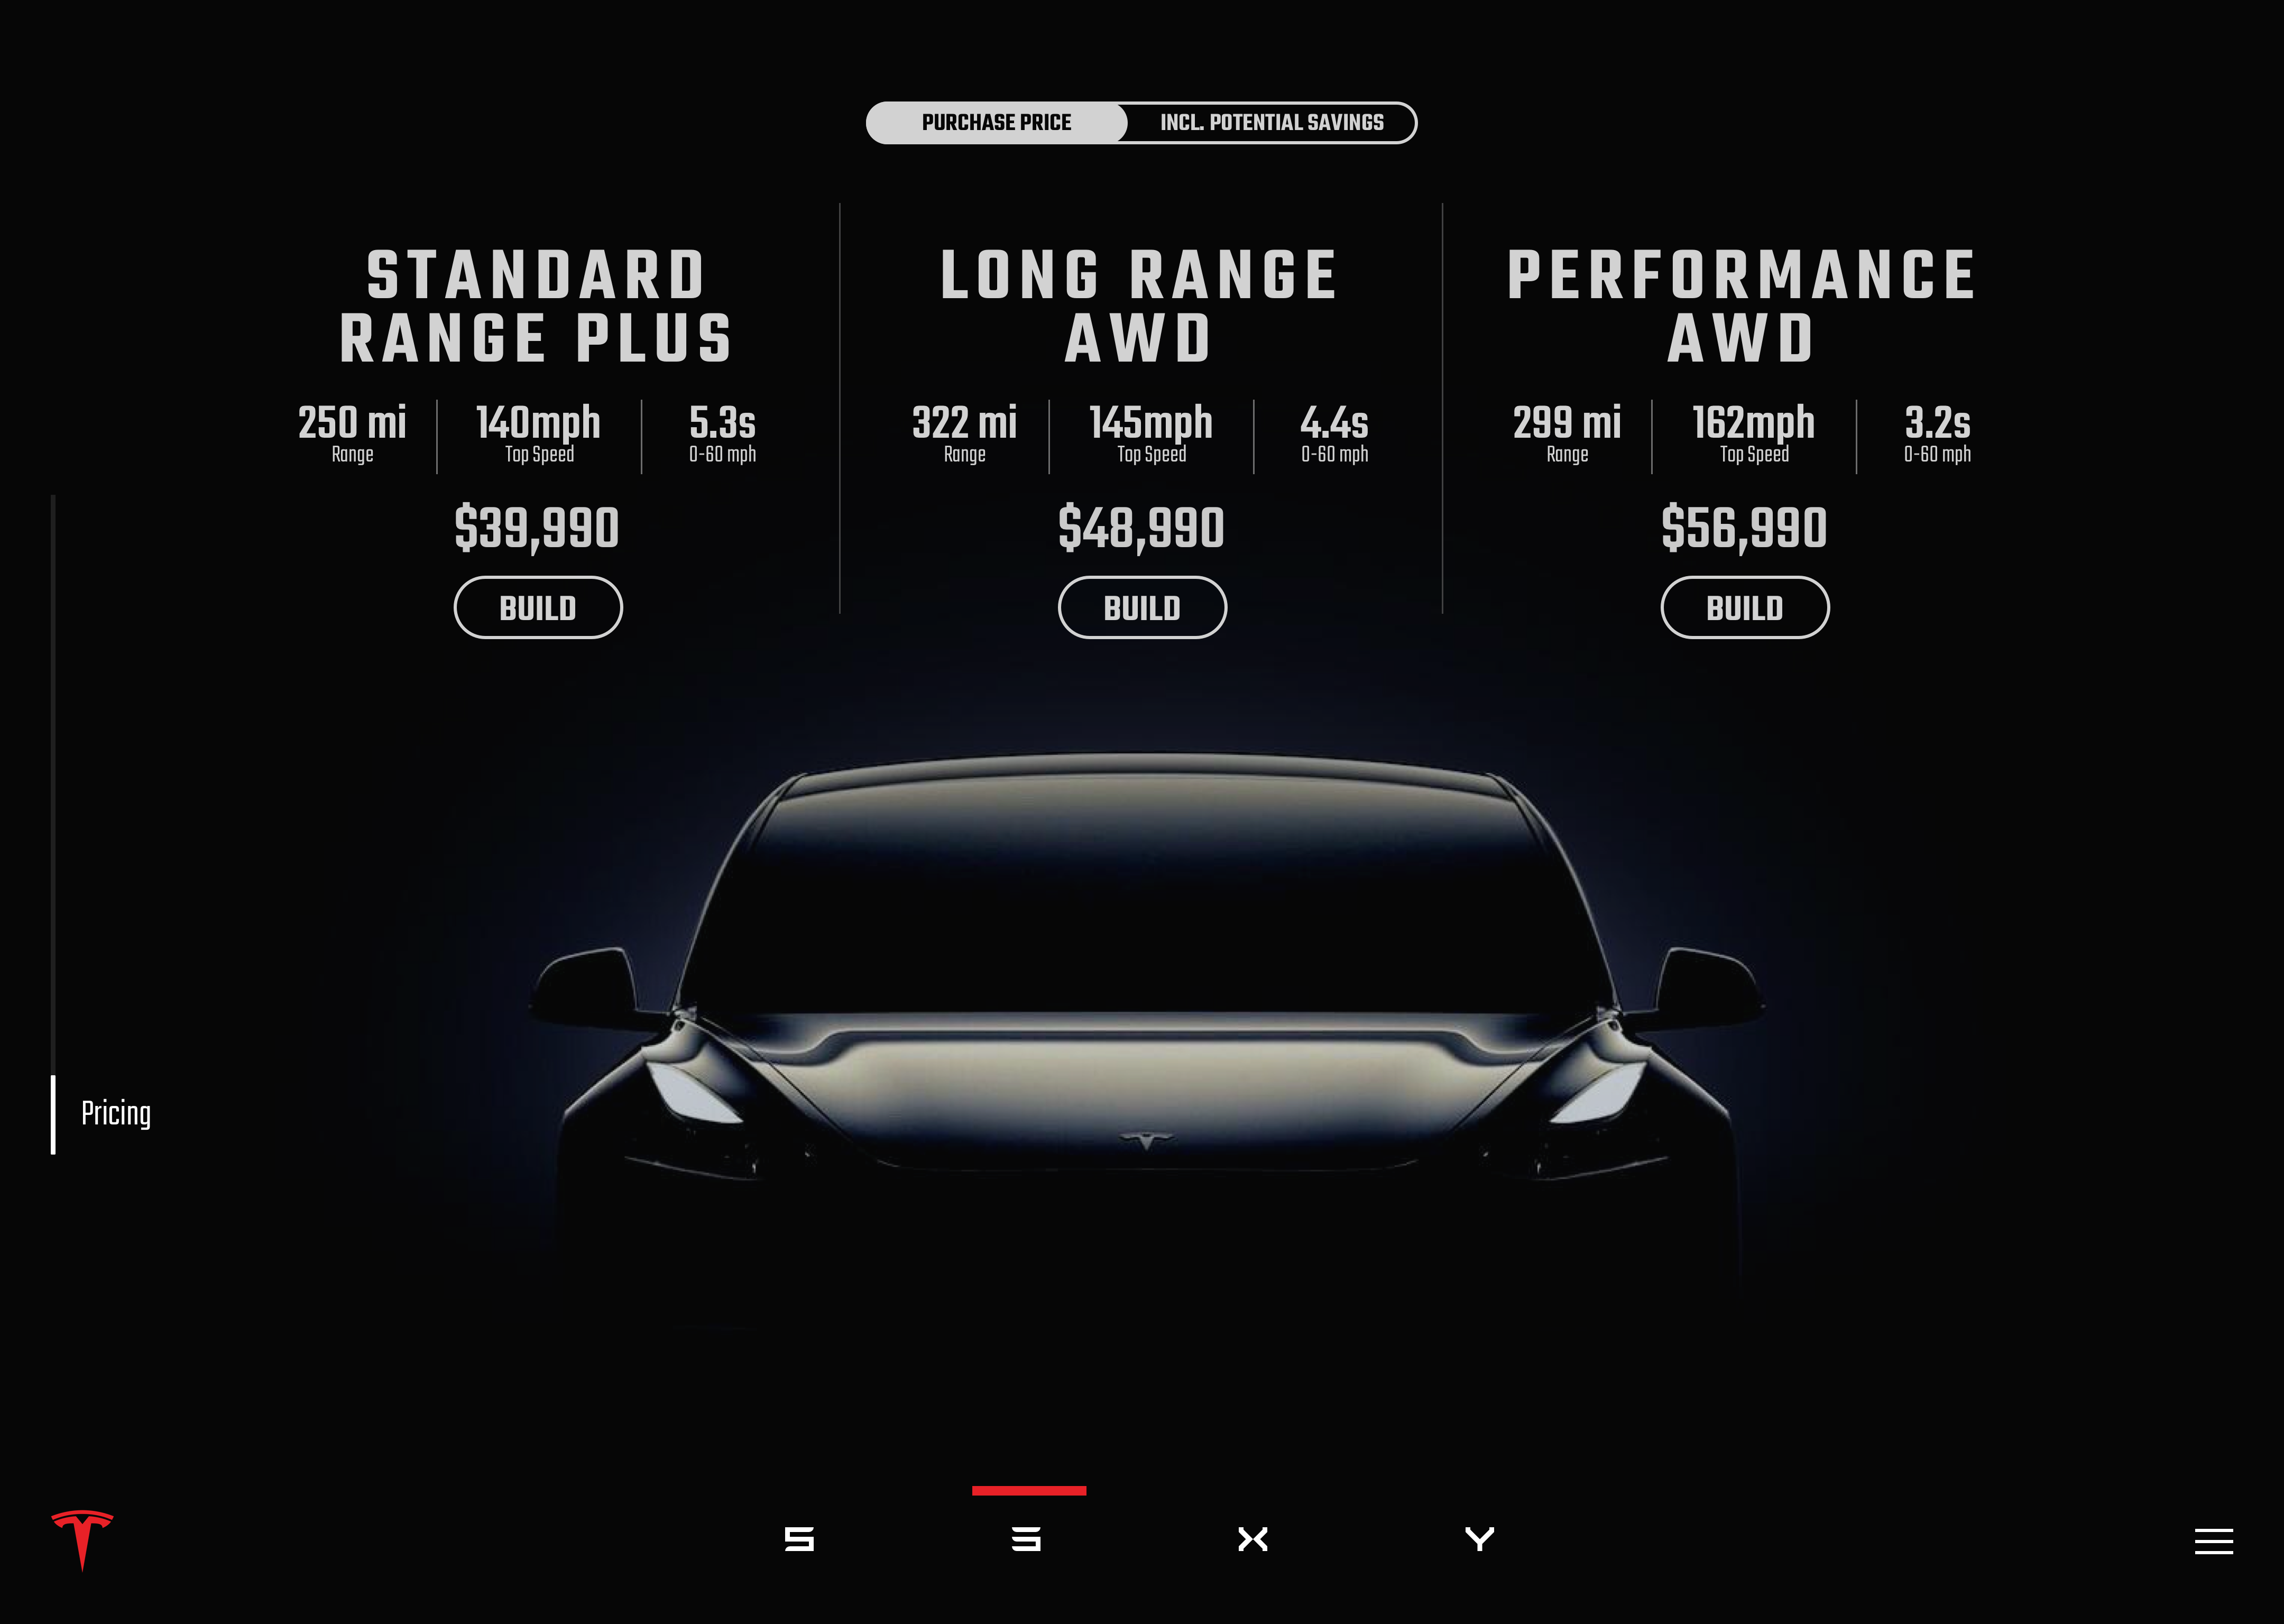 PURCHASE PRICE
INCL. POTENTIAL SAVINGS
STANDARD
RANGE PLUS
250 mi
Range
140mph
Top Speed
5.3s
0-60 mph
$39,990
BUILD
LONG RANGE
AWD
322 mi
Range
145mph
Top Speed
4.4s
0-60 mph
$48,990
BUILD
PERFORMANCE
AWD
299 mi
Range
162mph
Top Speed
3.2s
0-60 mph
$56,990
BUILD
Pricing
S 3 X Y